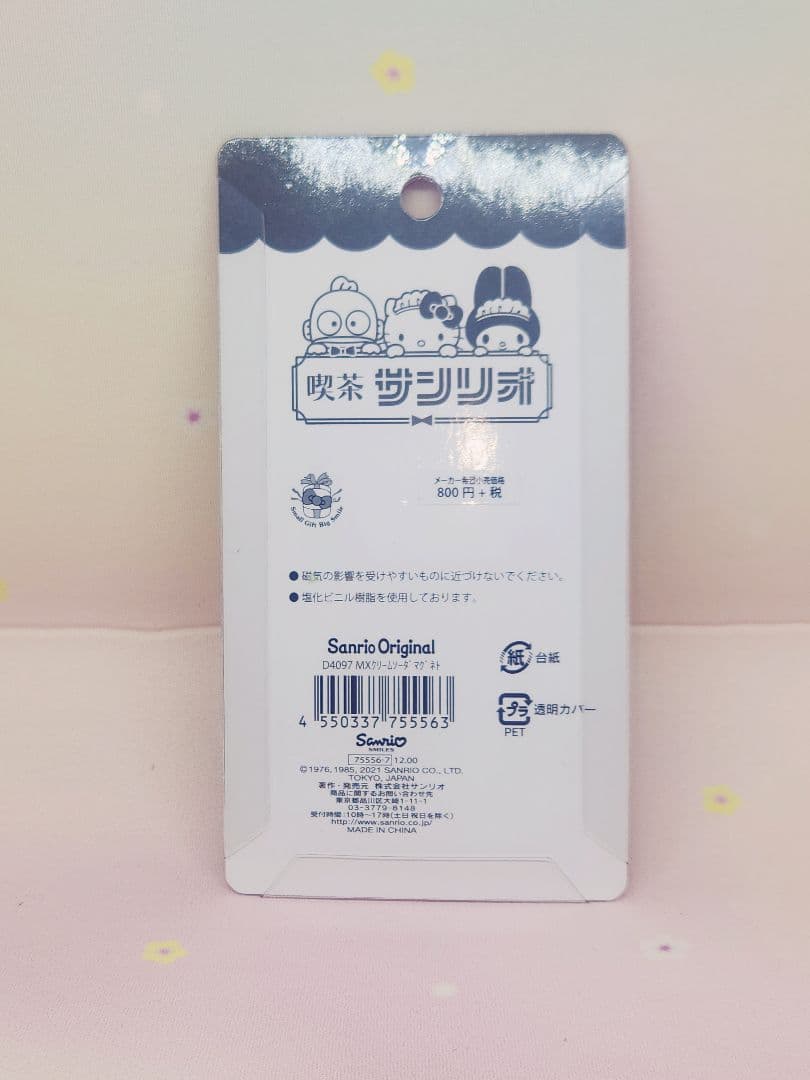 喫茶 サンリオ
Small Gift Big Smile
メーカー希望小売価格
800円+税
● 磁気の影響を受けやすいものに近づけないでください。
● 塩化ビニル樹脂を使用しております。
Sanrio Original
D4097 MXクリームソーダマグネト
4 550337 755563
紙 台紙
プラ 透明カバー
PET
Sanrio
SMILES
75556-7 12.00
©1976, 1985, 2021 SANRIO CO., LTD.
TOKYO, JAPAN
著作・発売元 株式会社サンリオ
商品に関するお問い合わせ先
東京都品川区大崎1-11-1
03-3779-8148
受付時間:10時〜17時(土日祝日を除く)
http://www.sanrio.co.jp/
MADE IN CHINA